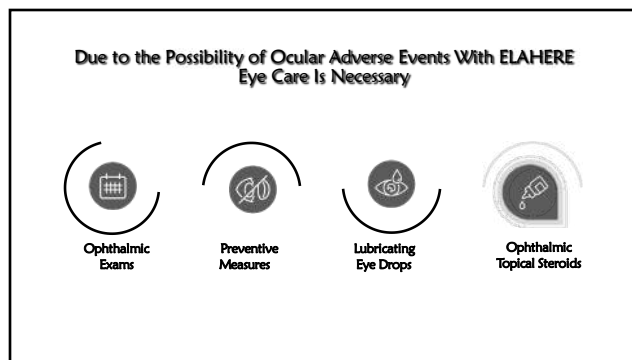 Due to the Possibility of Ocular Adverse Events With ELAHERE
Eye Care Is Necessary
Ophthalmic
Exams
Preventive
Measures
Lubricating
Eye Drops
Ophthalmic
Topical Steroids